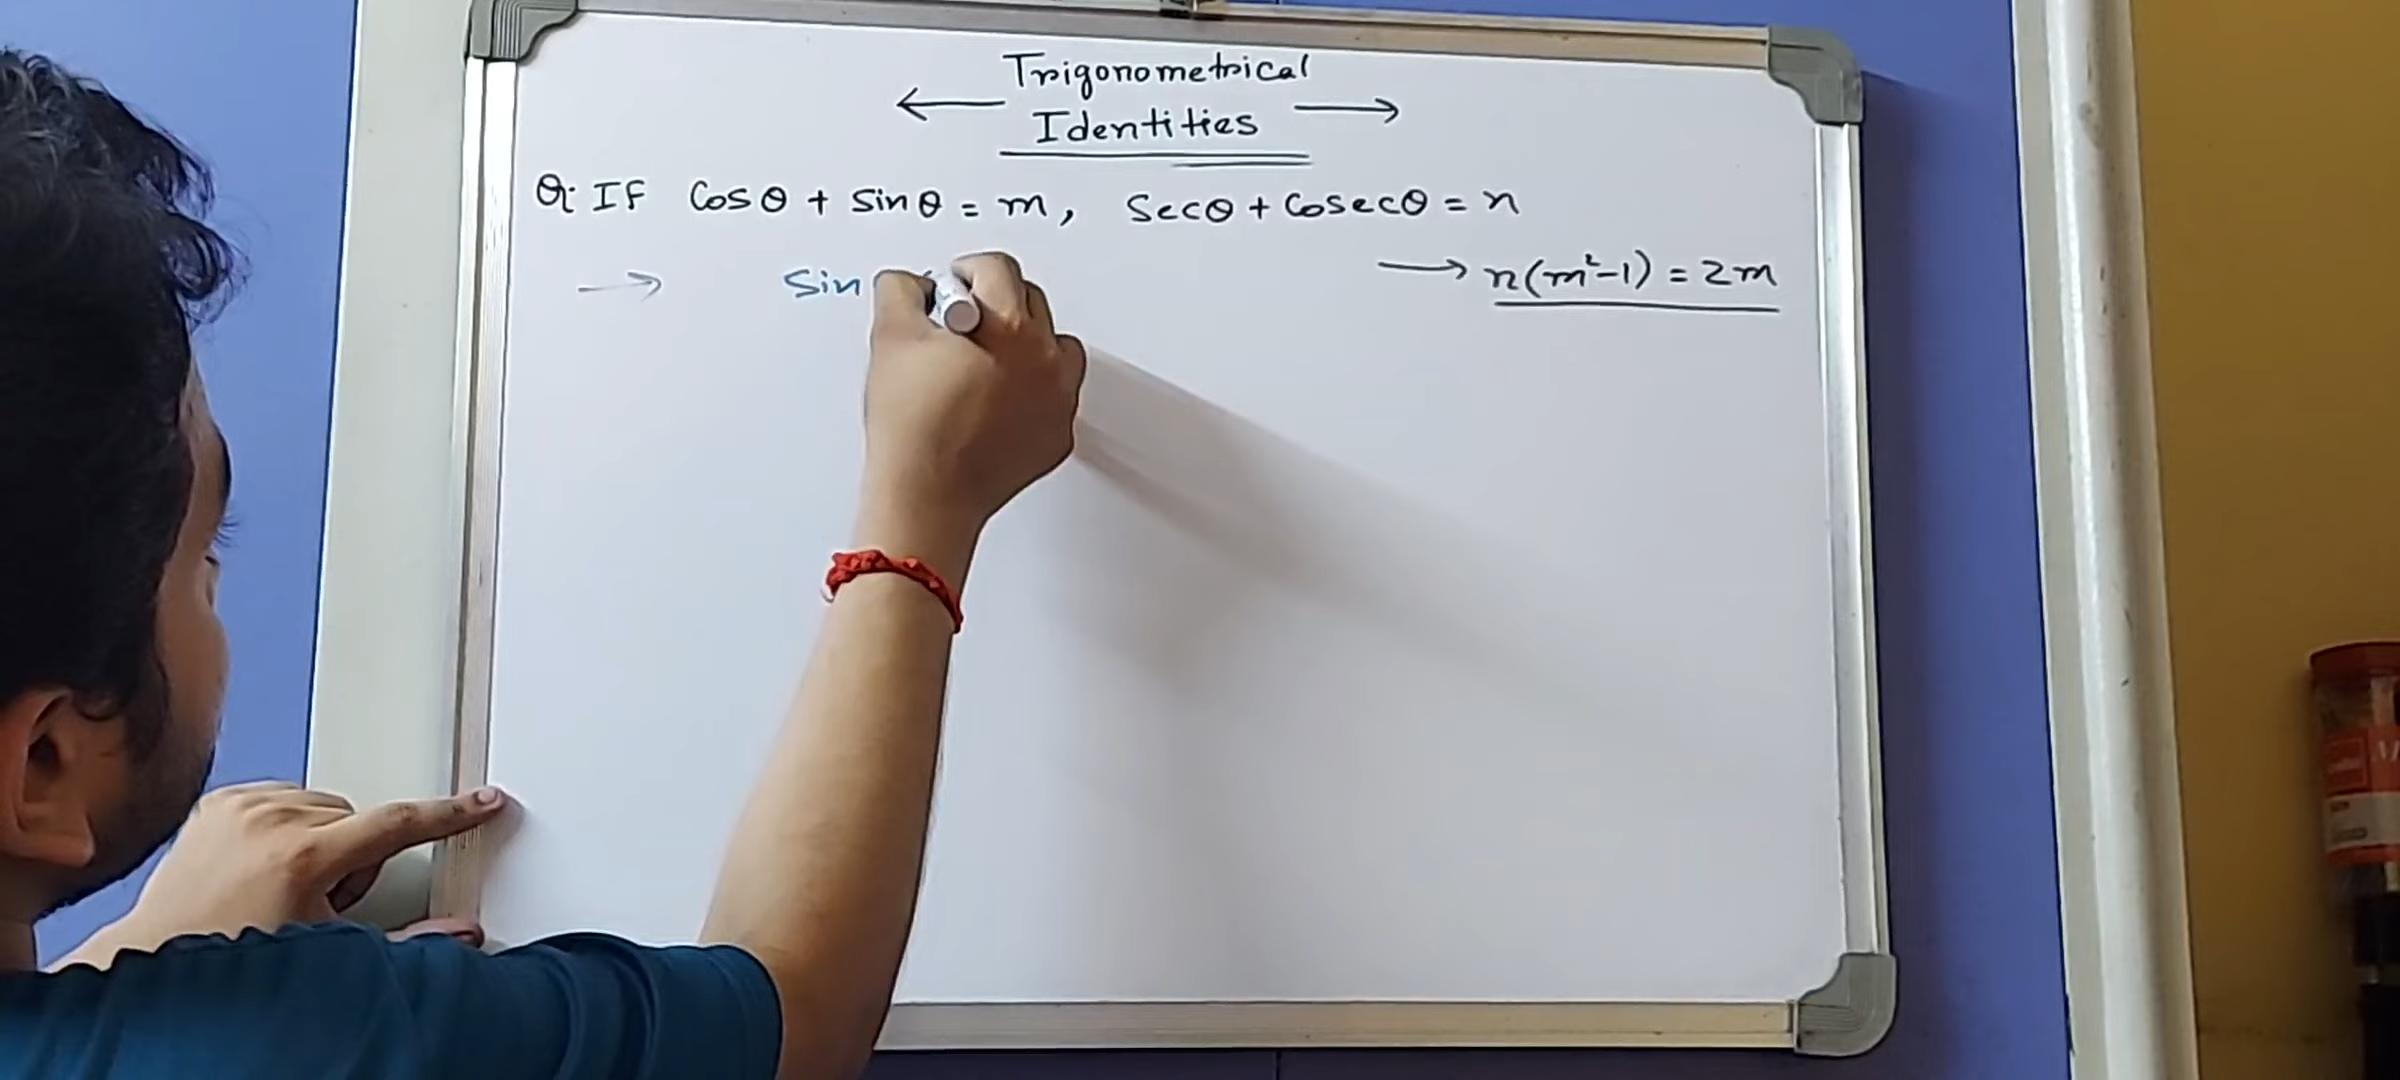 Trigonometrical
← Identities →
Q: If Cosθ + Sinθ = m, Secθ + Cosecθ = n
→ n(m²-1) = 2m
→ Sin